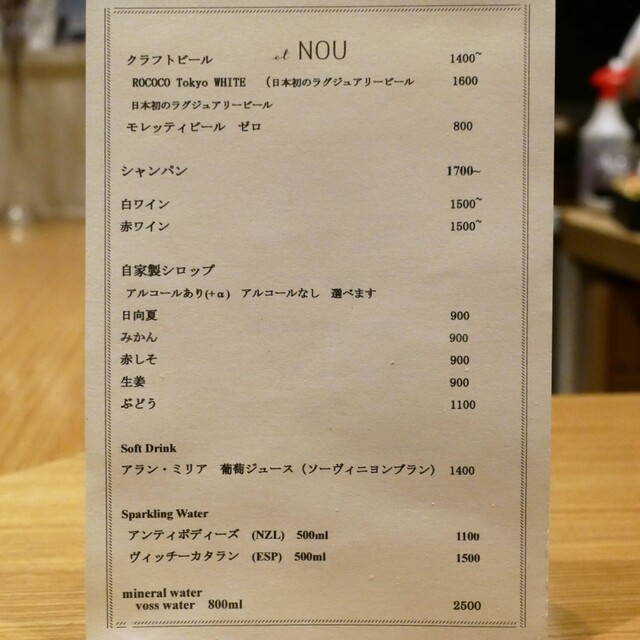 et NOU
クラフトビール 1400~
ROCOCO Tokyo WHITE (日本初のラグジュアリービール 1600
日本初のラグジュアリービール
モレッティビール ゼロ 800
シャンパン 1700~
白ワイン 1500~
赤ワイン 1500~
自家製シロップ
アルコールあり(+α) アルコールなし 選べます
日向夏 900
みかん 900
赤しそ 900
生姜 900
ぶどう 1100
Soft Drink
アラン・ミリア 葡萄ジュース(ソーヴィニヨンブラン) 1400
Sparkling Water
アンティポディーズ (NZL) 500ml 1100
ヴィッチーカタラン (ESP) 500ml 1500
mineral water
voss water 800ml 2500